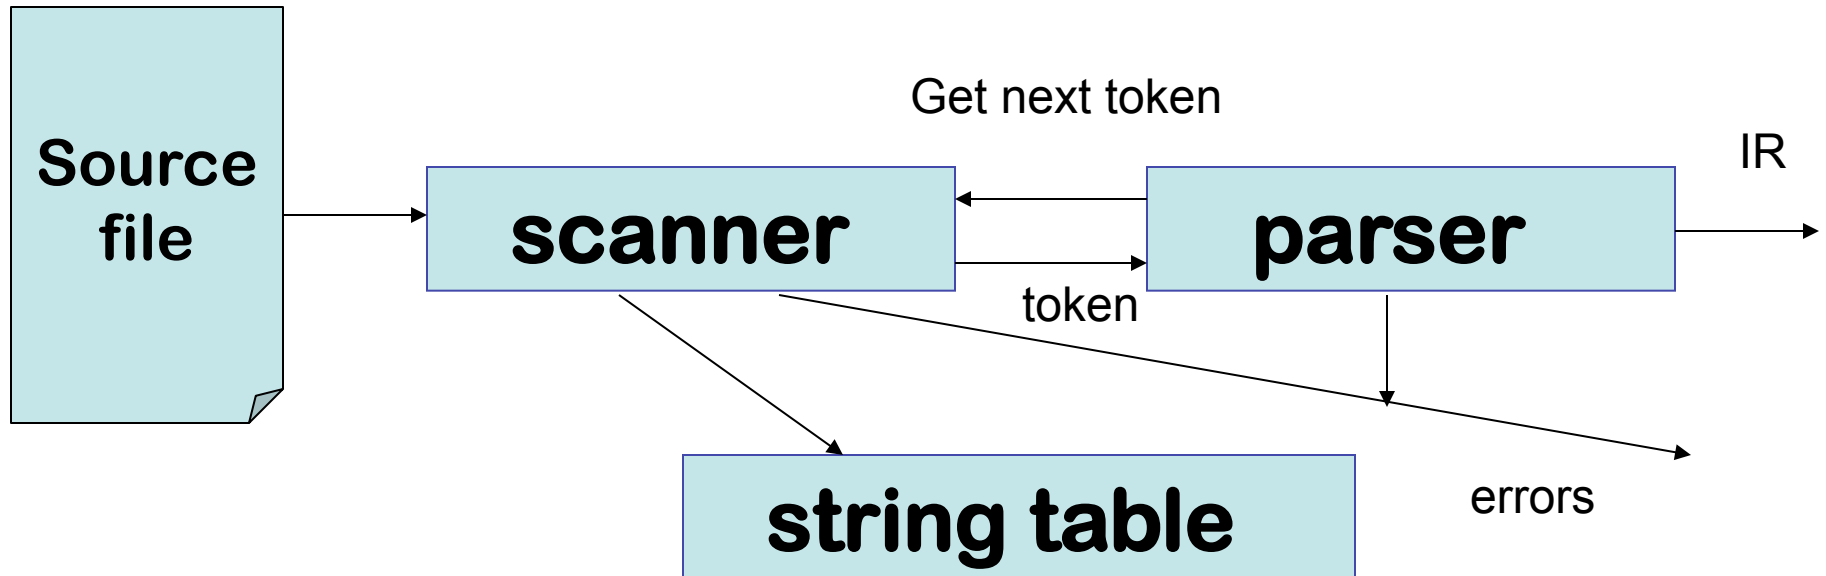 Source
file
Get next token
scanner
parser
IR
token
string table
errors